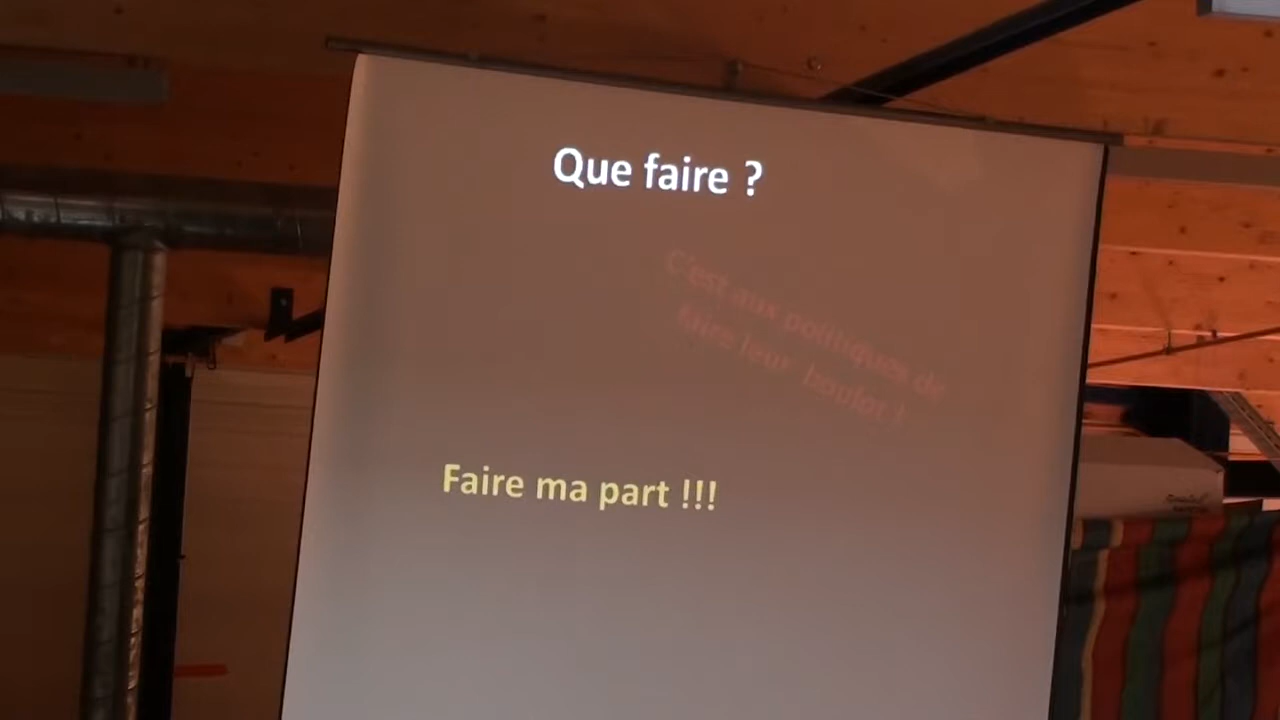 Que faire ?
C'est aux politiques de
faire leur boulot !
Faire ma part !!!